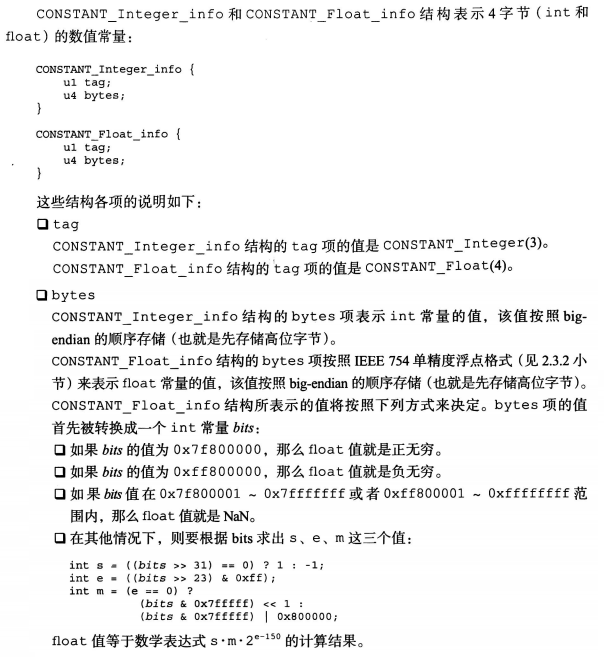 CONSTANT_Integer_info 和 CONSTANT_Float_info 结构表示 4 字节（int 和
float）的数值常量：
CONSTANT_Integer_info {
u1 tag;
u4 bytes;
}
CONSTANT_Float_info {
u1 tag;
u4 bytes;
}
这些结构各项的说明如下：
❑ tag
CONSTANT_Integer_info 结构的 tag 项的值是 CONSTANT_Integer(3)。
CONSTANT_Float_info 结构的 tag 项的值是 CONSTANT_Float(4)。
❑ bytes
CONSTANT_Integer_info 结构的 bytes 项表示 int 常量的值，该值按照 big-
endian 的顺序存储（也就是先存储高位字节）。
CONSTANT_Float_info 结构的 bytes 项按照 IEEE 754 单精度浮点格式（见 2.3.2 小
节）来表示 float 常量的值，该值按照 big-endian 的顺序存储（也就是先存储高位字节）。
CONSTANT_Float_info 结构所表示的值将按照下列方式来决定。bytes 项的值
首先被转换成一个 int 常量 bits：
❑ 如果 bits 的值为 0x7f800000，那么 float 值就是正无穷。
❑ 如果 bits 的值为 0xff800000，那么 float 值就是负无穷。
❑ 如果 bits 值在 0x7f800001 ~ 0x7fffffff 或者 0xff800001 ~ 0xffffffff 范
围内，那么 float 值就是 NaN。
❑ 在其他情况下，则要根据 bits 求出 s、e、m 这三个值：
int s = ((bits >> 31) == 0) ? 1 : -1;
int e = ((bits >> 23) & 0xff);
int m = (e == 0) ?
(bits & 0x7fffff) << 1 :
(bits & 0x7fffff) | 0x800000;
float 值等于数学表达式 s·m·2^{e-150} 的计算结果。